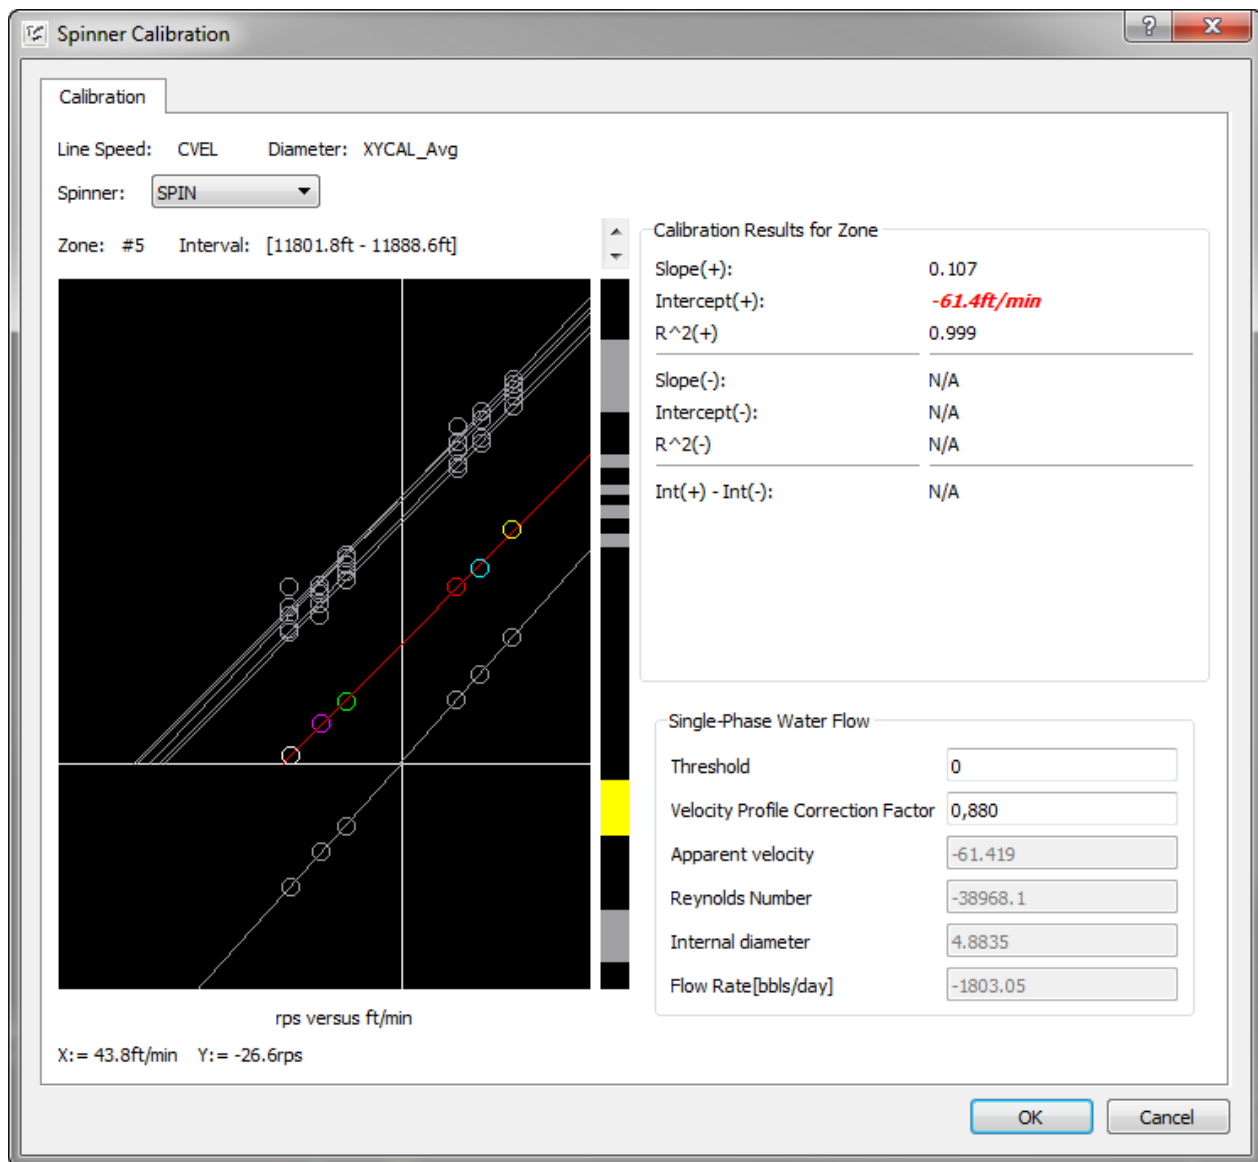 Spinner Calibration
Calibration
Line Speed: CVEL Diameter: XYCAL_Avg
Spinner: SPIN
Zone: #5 Interval: [11801.8ft - 11888.6ft]
Calibration Results for Zone
Slope(+): 0.107
Intercept(+): -61.4ft/min
R^2(+) 0.999
Slope(-): N/A
Intercept(-): N/A
R^2(-) N/A
Int(+) - Int(-): N/A
Single-Phase Water Flow
Threshold 0
Velocity Profile Correction Factor 0,880
Apparent velocity -61.419
Reynolds Number -38968.1
Internal diameter 4.8835
Flow Rate[bbls/day] -1803.05
rps versus ft/min
X:= 43.8ft/min Y:= -26.6rps
OK Cancel